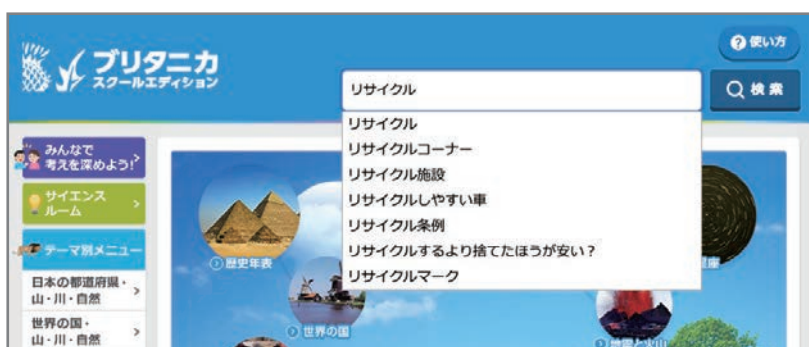 ブリタニカ
スクールエディション
使い方
リサイクル
検索
リサイクル
リサイクルコーナー
リサイクル施設
リサイクルしやすい車
リサイクル条例
リサイクルするより捨てたほうが安い？
リサイクルマーク
みんなで
考えを深めよう!
サイエンス
ルーム
テーマ別メニュー
日本の都道府県・
山・川・自然
世界の国・
山・川・自然
歴史年表
世界の国
地震と火山